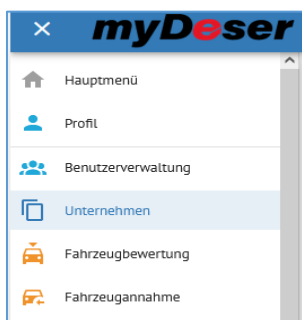 myDeser
Hauptmenü
Profil
Benutzerverwaltung
Unternehmen
Fahrzeugbewertung
Fahrzeugannahme